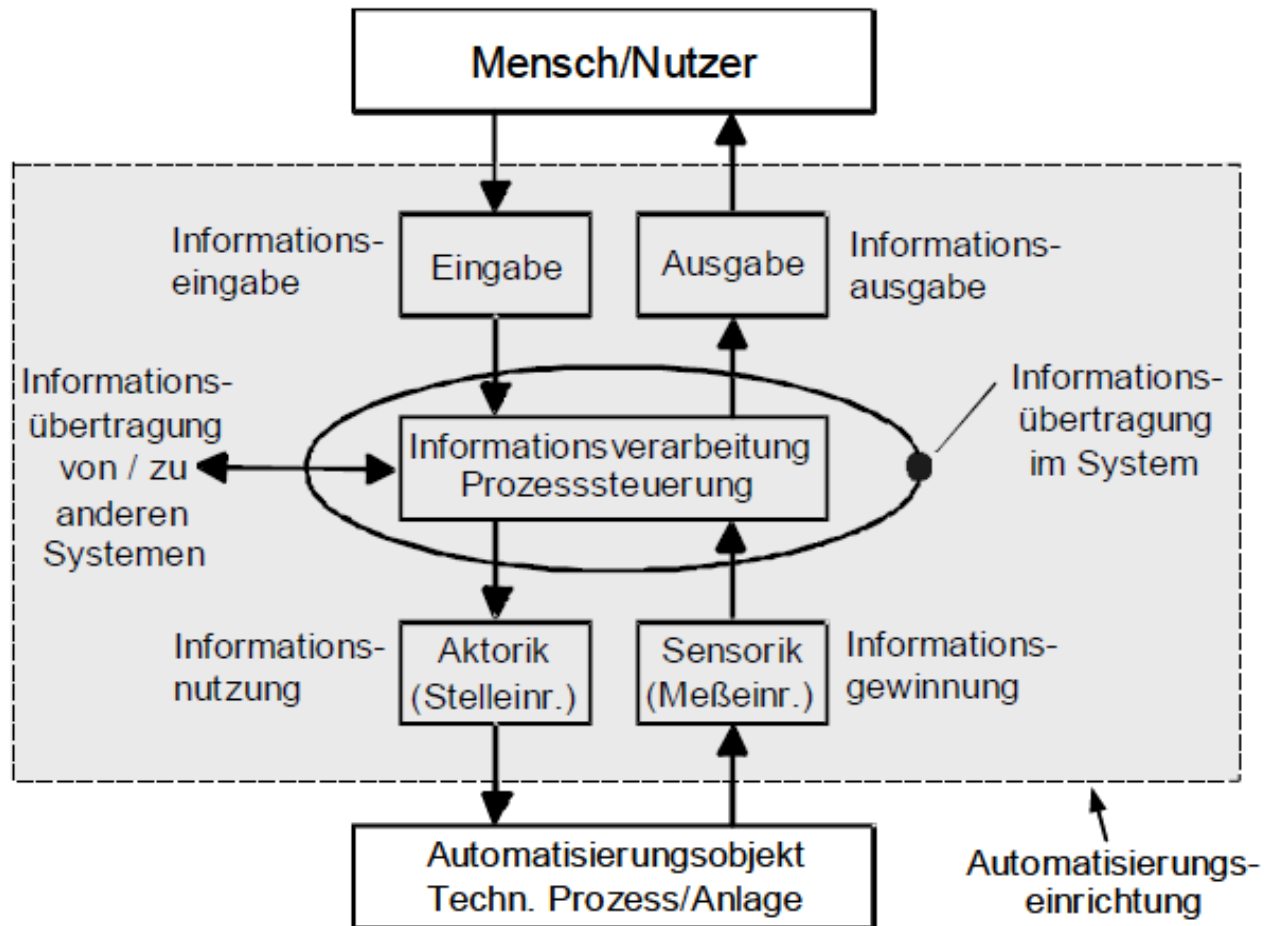 Mensch/Nutzer
Informations-
eingabe
Eingabe
Ausgabe
Informations-
ausgabe
Informations-
übertragung
von / zu
anderen
Systemen
Informationsverarbeitung
Prozesssteuerung
Informations-
übertragung
im System
Informations-
nutzung
Aktorik
(Stelleinr.)
Sensorik
(Meßeinr.)
Informations-
gewinnung
Automatisierungsobjekt
Techn. Prozess/Anlage
Automatisierungs-
einrichtung